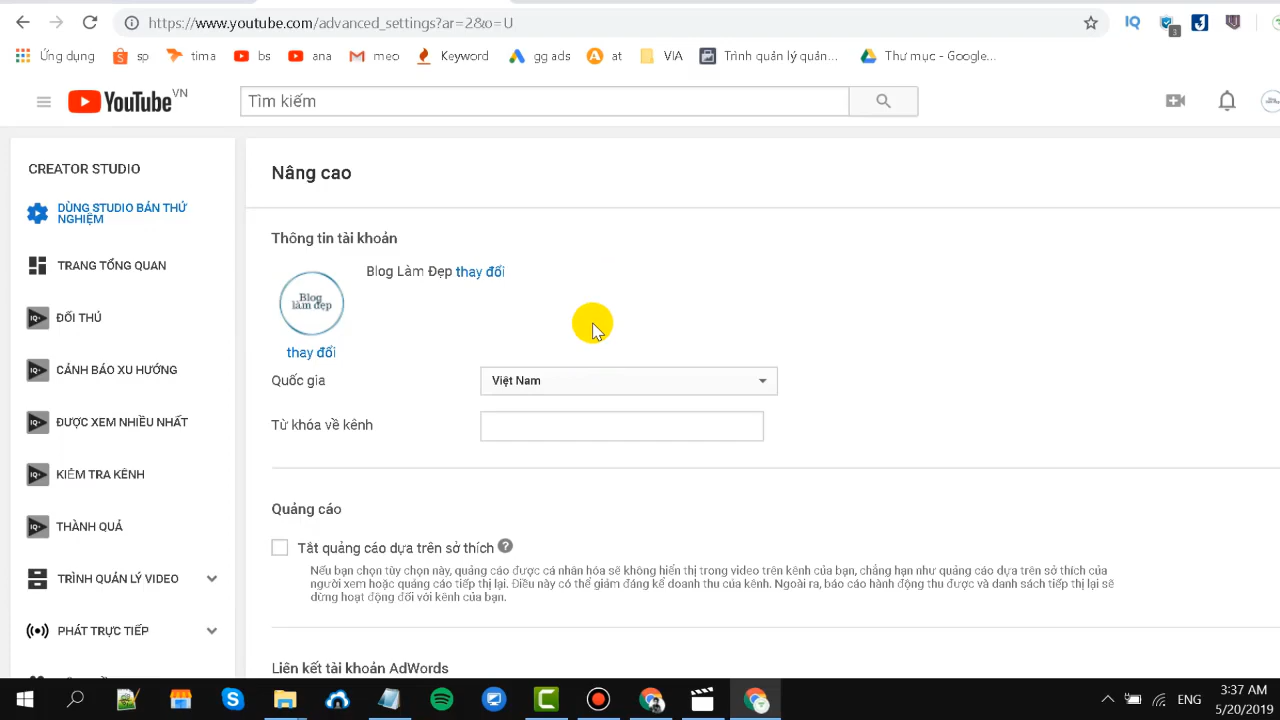 https://www.youtube.com/advanced_settings?ar=2&o=U
IQ
3
Ứng dụng
sp
tima
bs
ana
meo
Keyword
gg ads
at
VIA
Trình quản lý quản...
Thư mục - Google...
YouTube VN
Tìm kiếm
CREATOR STUDIO
DÙNG STUDIO BẢN THỬ
NGHIỆM
TRANG TỔNG QUAN
ĐỐI THỦ
CẢNH BÁO XU HƯỚNG
ĐƯỢC XEM NHIỀU NHẤT
KIỂM TRA KÊNH
THÀNH QUẢ
TRÌNH QUẢN LÝ VIDEO
PHÁT TRỰC TIẾP
Nâng cao
Thông tin tài khoản
Blog
làm đẹp
Blog Làm Đẹp thay đổi
thay đổi
Quốc gia
Việt Nam
Từ khóa về kênh
Quảng cáo
Tắt quảng cáo dựa trên sở thích
Nếu bạn chọn tùy chọn này, quảng cáo được cá nhân hóa sẽ không hiển thị trong video trên kênh của bạn, chẳng hạn như quảng cáo dựa trên sở thích của
người xem hoặc quảng cáo tiếp thị lại. Điều này có thể giảm đáng kể doanh thu của kênh. Ngoài ra, báo cáo hành động thu được và danh sách tiếp thị lại sẽ
dừng hoạt động đối với kênh của bạn.
Liên kết tài khoản AdWords
ENG
3:37 AM
5/20/2019